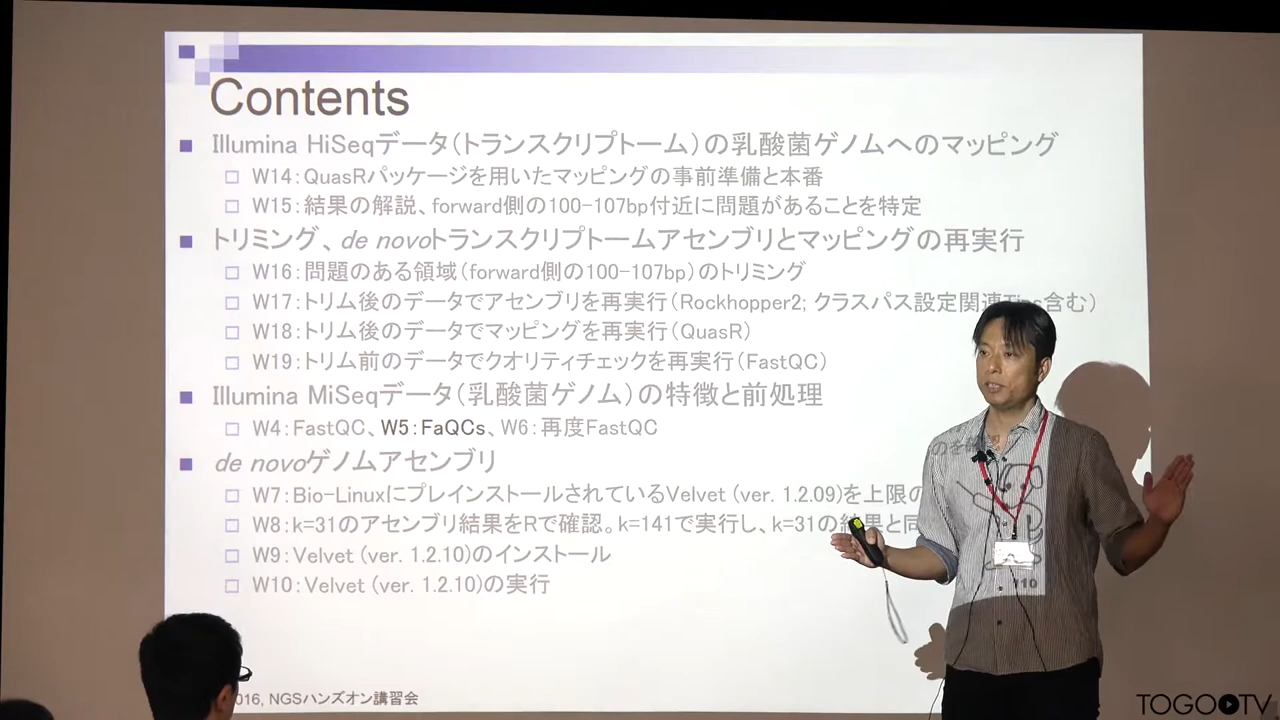 Contents
Illumina HiSeqデータ(トランスクリプトーム)の乳酸菌ゲノムへのマッピング
W14:QuasRパッケージを用いたマッピングの事前準備と本番
W15:結果の解説、forward側の100-107bp付近に問題があることを特定
トリミング、de novoトランスクリプトームアセンブリとマッピングの再実行
W16:問題のある領域(forward側の100-107bp)のトリミング
W17:トリム後のデータでアセンブリを再実行(Rockhopper2; クラスパス設定関連Tips含む)
W18:トリム後のデータでマッピングを再実行(QuasR)
W19:トリム前のデータでクオリティチェックを再実行(FastQC)
Illumina MiSeqデータ(乳酸菌ゲノム)の特徴と前処理
W4:FastQC、W5:FaQCs、W6:再度FastQC
de novoゲノムアセンブリ
W7:Bio-LinuxにプレインストールされているVelvet (ver. 1.2.09)を上限の
W8:k=31のアセンブリ結果をRで確認。k=141で実行し、k=31の結果と同
W9:Velvet (ver. 1.2.10)のインストール
W10:Velvet (ver. 1.2.10)の実行
016, NGSハンズオン講習会
110
TOGOTV